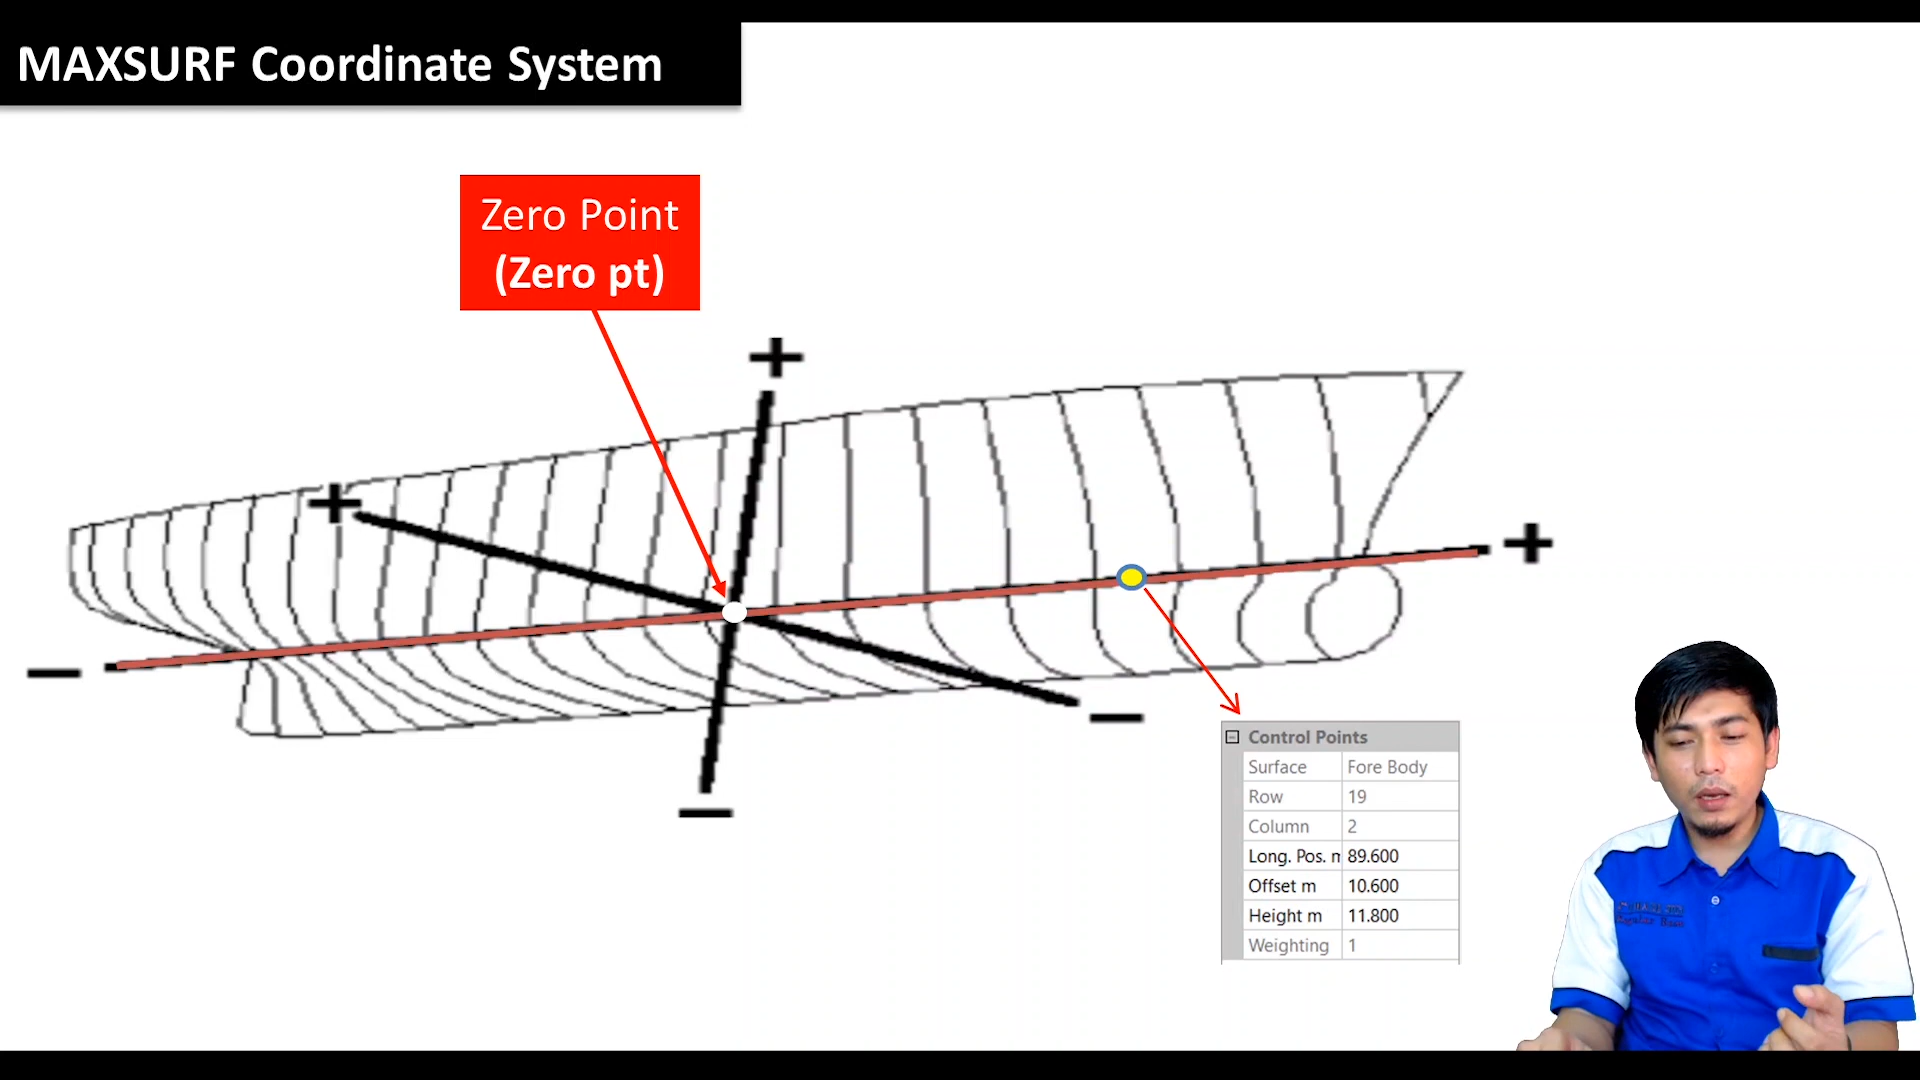 MAXSURF Coordinate System
Zero Point
(Zero pt)
+
+
+
−
−
−
Control Points
Surface Fore Body
Row 19
Column 2
Long. Pos. m 89.600
Offset m 10.600
Height m 11.800
Weighting 1